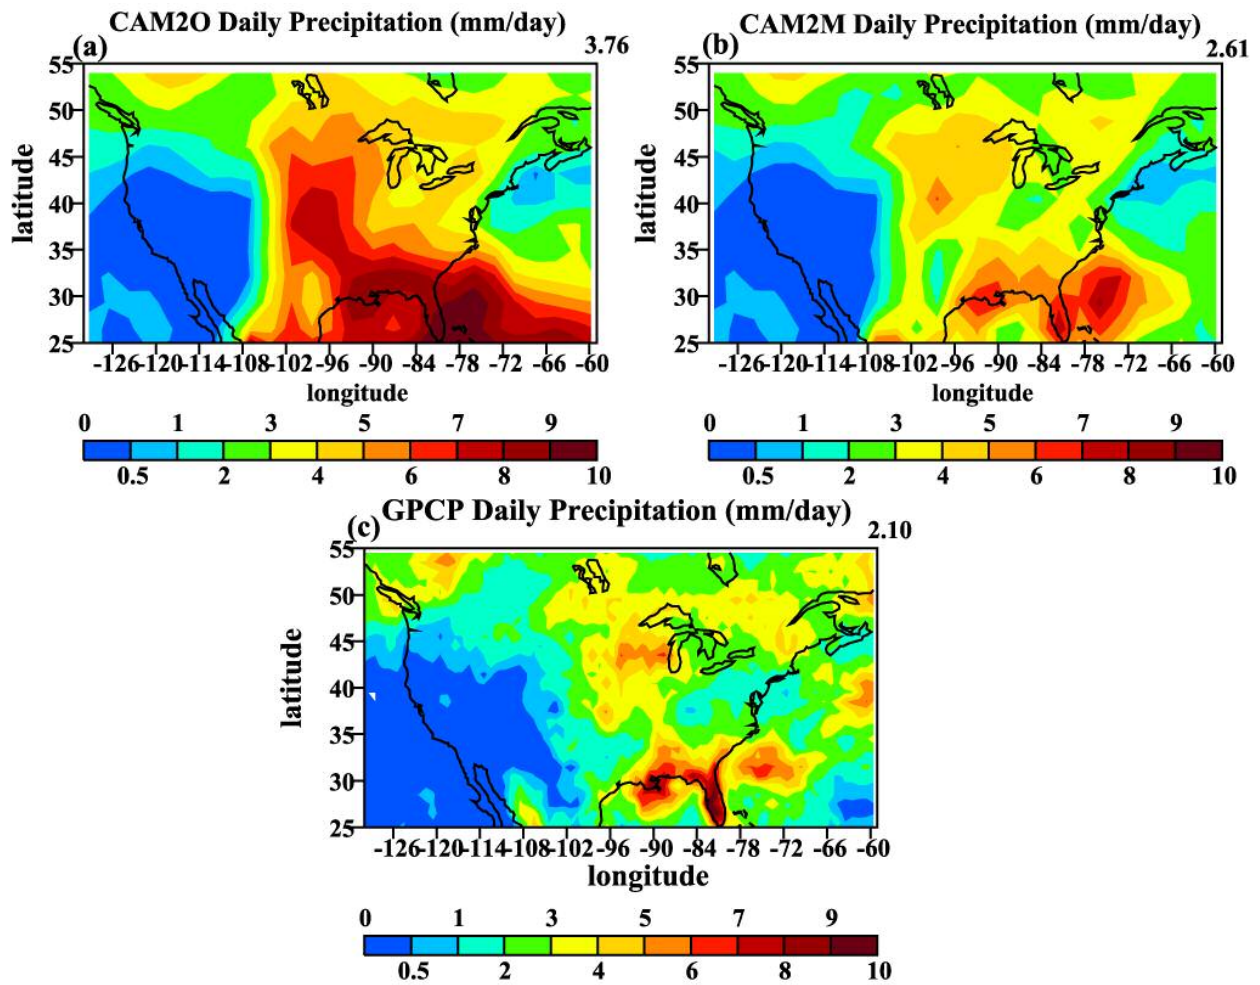 CAM2O Daily Precipitation (mm/day)
(a)
3.76
55
50
45
40
35
30
25
latitude
-126-120-114-108-102 -96 -90 -84 -78 -72 -66 -60
longitude
0 1 3 5 7 9
0.5 2 4 6 8 10
CAM2M Daily Precipitation (mm/day)
(b)
2.61
55
50
45
40
35
30
25
latitude
-126-120-114-108-102 -96 -90 -84 -78 -72 -66 -60
longitude
0 1 3 5 7 9
0.5 2 4 6 8 10
GPCP Daily Precipitation (mm/day)
(c)
2.10
55
50
45
40
35
30
25
latitude
-126-120-114-108-102 -96 -90 -84 -78 -72 -66 -60
longitude
0 1 3 5 7 9
0.5 2 4 6 8 10